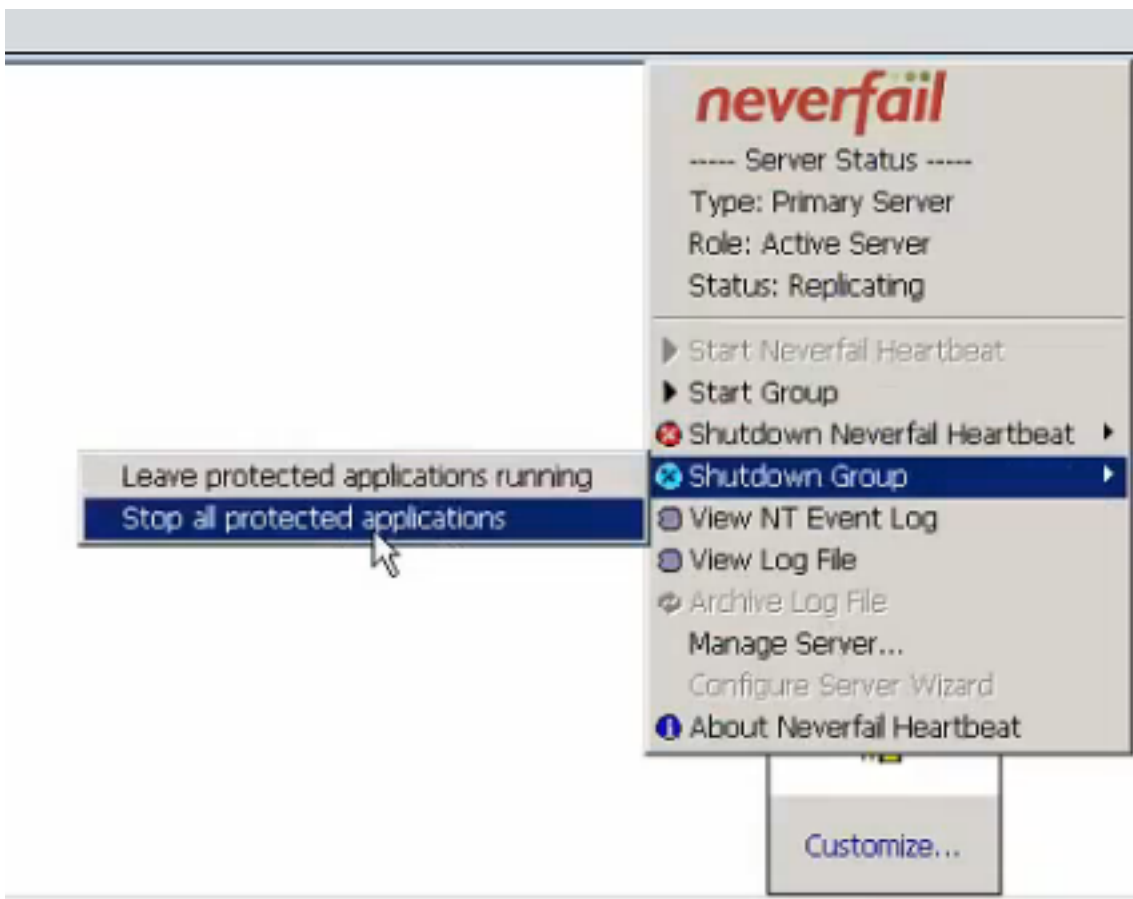 neverfail
----- Server Status -----
Type: Primary Server
Role: Active Server
Status: Replicating
Start Neverfail Heartbeat
Start Group
Shutdown Neverfail Heartbeat
Shutdown Group
Leave protected applications running
Stop all protected applications
View NT Event Log
View Log File
Archive Log File
Manage Server...
Configure Server Wizard
About Neverfail Heartbeat
Customize...